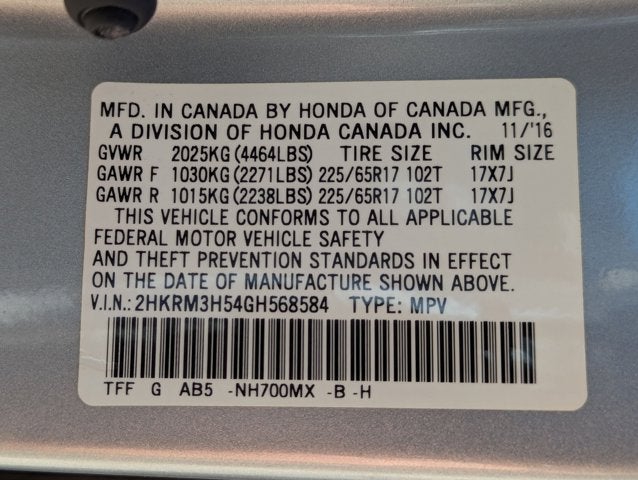 MFD. IN CANADA BY HONDA OF CANADA MFG.,
A DIVISION OF HONDA CANADA INC. 11/'16
GVWR 2025KG(4464LBS) TIRE SIZE RIM SIZE
GAWR F 1030KG(2271LBS) 225/65R17 102T 17X7J
GAWR R 1015KG(2238LBS) 225/65R17 102T 17X7J
THIS VEHICLE CONFORMS TO ALL APPLICABLE
FEDERAL MOTOR VEHICLE SAFETY
AND THEFT PREVENTION STANDARDS IN EFFECT
ON THE DATE OF MANUFACTURE SHOWN ABOVE.
V.I.N.: 2HKRM3H54GH568584 TYPE: MPV
TFF G AB5 -NH700MX -B -H